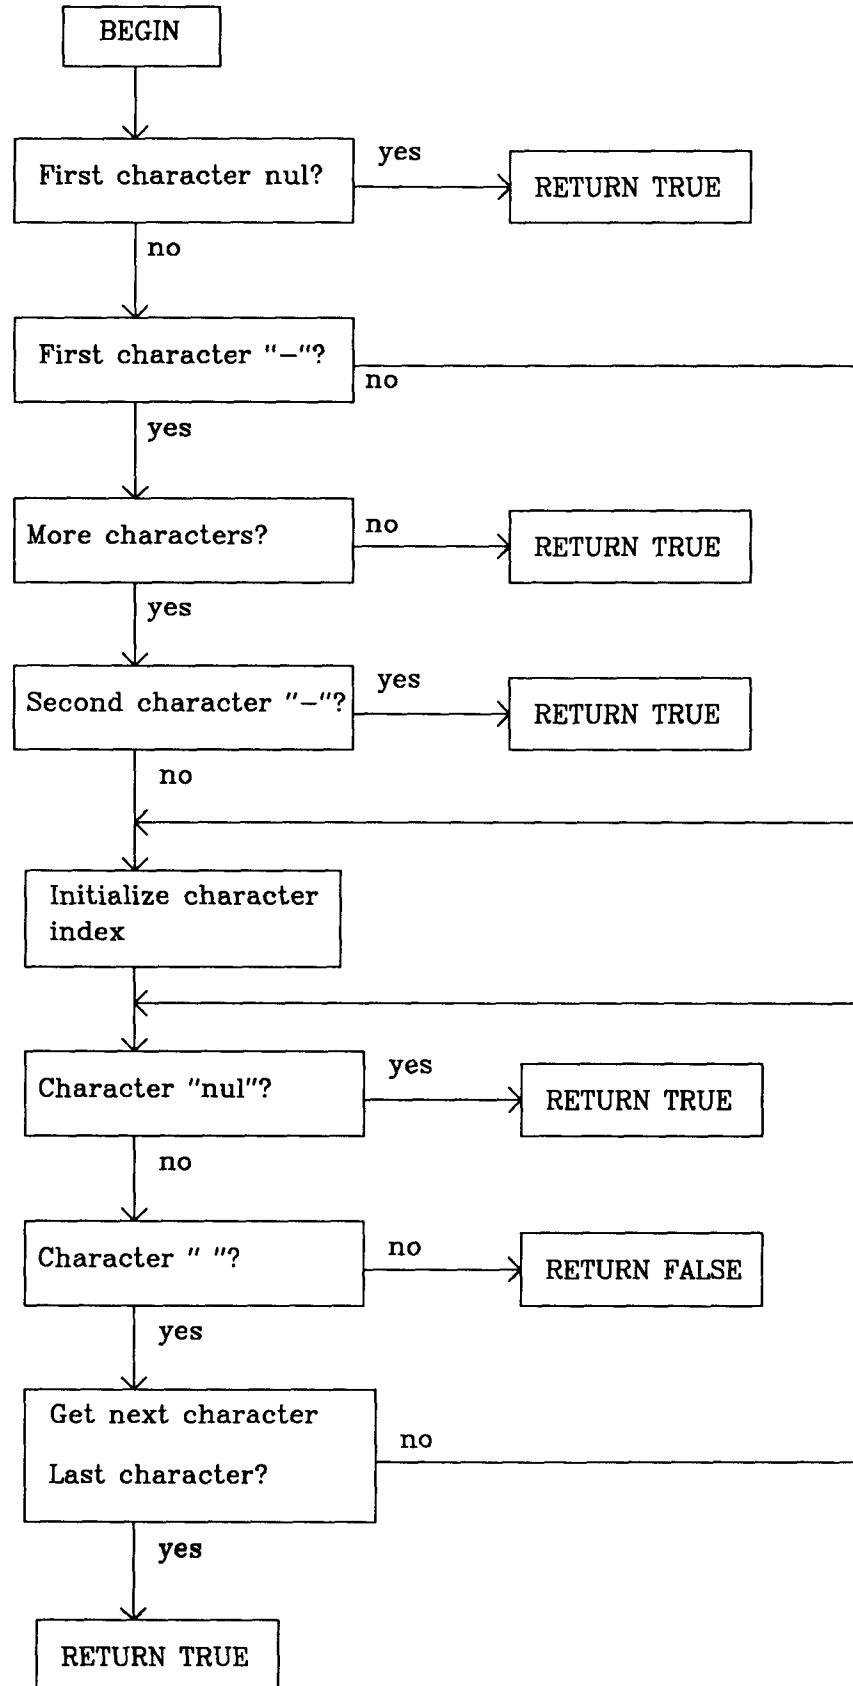 BEGIN
First character nul?
yes
RETURN TRUE
no
First character "-"?
no
yes
More characters?
no
RETURN TRUE
yes
Second character "-"?
yes
RETURN TRUE
no
Initialize character
index
Character "nul"?
yes
RETURN TRUE
no
Character " "?
no
RETURN FALSE
yes
Get next character
no
Last character?
yes
RETURN TRUE